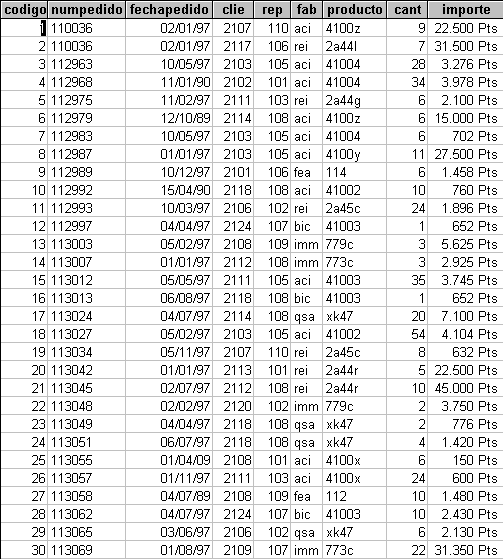 codigo numpedido fechapedido clie rep fab producto cant importe
1 110036 02/01/97 2107 110 aci 4100z 9 22.500 Pts
2 110036 02/01/97 2117 106 rei 2a44l 7 31.500 Pts
3 112963 10/05/97 2103 105 aci 41004 28 3.276 Pts
4 112968 11/01/90 2102 101 aci 41004 34 3.978 Pts
5 112975 11/02/97 2111 103 rei 2a44g 6 2.100 Pts
6 112979 12/10/89 2114 108 aci 4100z 6 15.000 Pts
7 112983 10/05/97 2103 105 aci 41004 6 702 Pts
8 112987 01/01/97 2103 105 aci 4100y 11 27.500 Pts
9 112989 10/12/97 2101 106 fea 114 6 1.458 Pts
10 112992 15/04/90 2118 108 aci 41002 10 760 Pts
11 112993 10/03/97 2106 102 rei 2a45c 24 1.896 Pts
12 112997 04/04/97 2124 107 bic 41003 1 652 Pts
13 113003 05/02/97 2108 109 imm 779c 3 5.625 Pts
14 113007 01/01/97 2112 108 imm 773c 3 2.925 Pts
15 113012 05/05/97 2111 105 aci 41003 35 3.745 Pts
16 113013 06/08/97 2118 108 bic 41003 1 652 Pts
17 113024 04/07/97 2114 108 qsa xk47 20 7.100 Pts
18 113027 05/02/97 2103 105 aci 41002 54 4.104 Pts
19 113034 05/11/97 2107 110 rei 2a45c 8 632 Pts
20 113042 01/01/97 2113 101 rei 2a44r 5 22.500 Pts
21 113045 02/07/97 2112 108 rei 2a44r 10 45.000 Pts
22 113048 02/02/97 2120 102 imm 779c 2 3.750 Pts
23 113049 04/04/97 2118 108 qsa xk47 2 776 Pts
24 113051 06/07/97 2118 108 qsa xk47 4 1.420 Pts
25 113055 01/04/09 2108 101 aci 4100x 6 150 Pts
26 113057 01/11/97 2111 103 aci 4100x 24 600 Pts
27 113058 04/07/89 2108 109 fea 112 10 1.480 Pts
28 113062 04/07/97 2124 107 bic 41003 10 2.430 Pts
29 113065 03/06/97 2106 102 qsa xk47 6 2.130 Pts
30 113069 01/08/97 2109 107 imm 773c 22 31.350 Pts